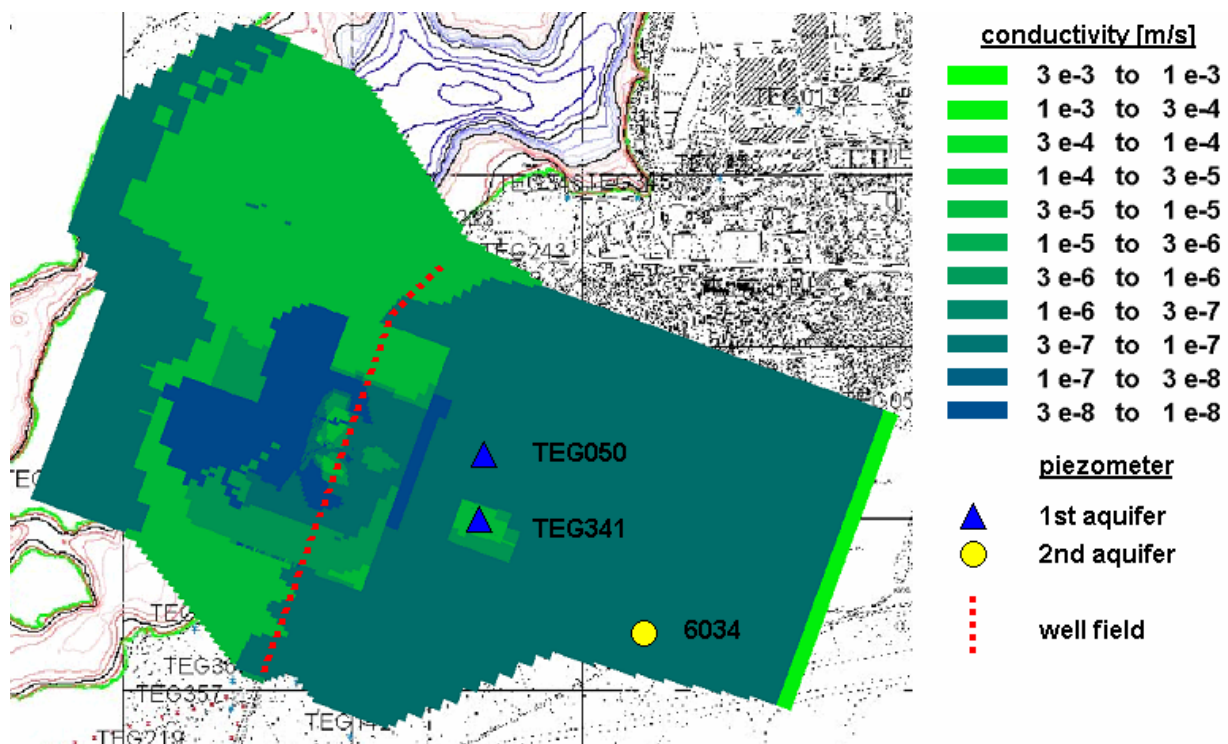 conductivity [m/s]
3 e-3 to 1 e-3
1 e-3 to 3 e-4
3 e-4 to 1 e-4
1 e-4 to 3 e-5
3 e-5 to 1 e-5
1 e-5 to 3 e-6
3 e-6 to 1 e-6
1 e-6 to 3 e-7
3 e-7 to 1 e-7
1 e-7 to 3 e-8
3 e-8 to 1 e-8
piezometer
1st aquifer
2nd aquifer
well field
TEG243
TEG050
TEG341
6034
TEG357
TEG219